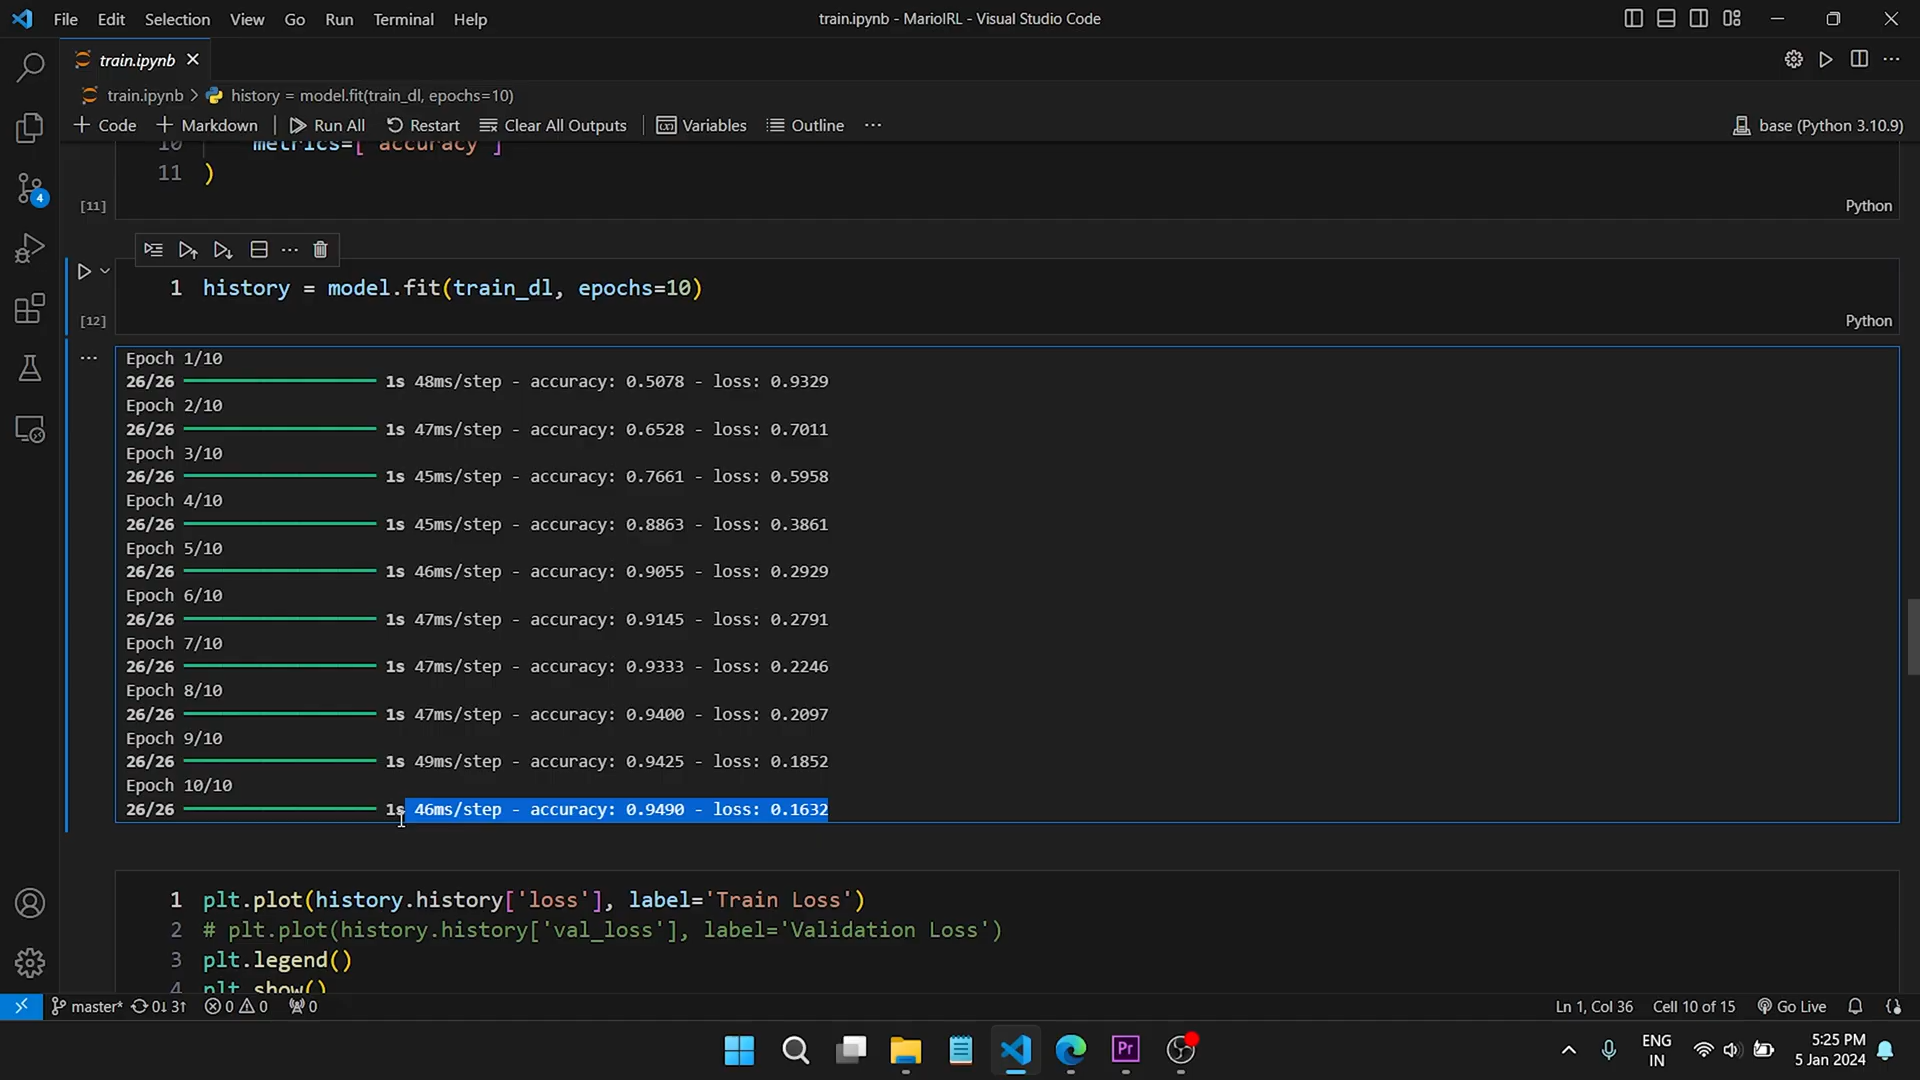 File Edit Selection View Go Run Terminal Help
train.ipynb - MarioIRL - Visual Studio Code
train.ipynb
train.ipynb > history = model.fit(train_dl, epochs=10)
+ Code + Markdown | Run All Restart Clear All Outputs | Variables Outline ...
base (Python 3.10.9)
10 metrics=['accuracy']
11 )
[11]
Python
1 history = model.fit(train_dl, epochs=10)
[12]
Python
Epoch 1/10
26/26 1s 48ms/step - accuracy: 0.5078 - loss: 0.9329
Epoch 2/10
26/26 1s 47ms/step - accuracy: 0.6528 - loss: 0.7011
Epoch 3/10
26/26 1s 45ms/step - accuracy: 0.7661 - loss: 0.5958
Epoch 4/10
26/26 1s 45ms/step - accuracy: 0.8863 - loss: 0.3861
Epoch 5/10
26/26 1s 46ms/step - accuracy: 0.9055 - loss: 0.2929
Epoch 6/10
26/26 1s 47ms/step - accuracy: 0.9145 - loss: 0.2791
Epoch 7/10
26/26 1s 47ms/step - accuracy: 0.9333 - loss: 0.2246
Epoch 8/10
26/26 1s 47ms/step - accuracy: 0.9400 - loss: 0.2097
Epoch 9/10
26/26 1s 49ms/step - accuracy: 0.9425 - loss: 0.1852
Epoch 10/10
26/26 1s 46ms/step - accuracy: 0.9490 - loss: 0.1632
1 plt.plot(history.history['loss'], label='Train Loss')
2 # plt.plot(history.history['val_loss'], label='Validation Loss')
3 plt.legend()
4 plt.show()
4
master* 0↓ 3↑ 0 0 0
Ln 1, Col 36 Cell 10 of 15 Go Live
Pr
ENG
IN
5:25 PM
5 Jan 2024